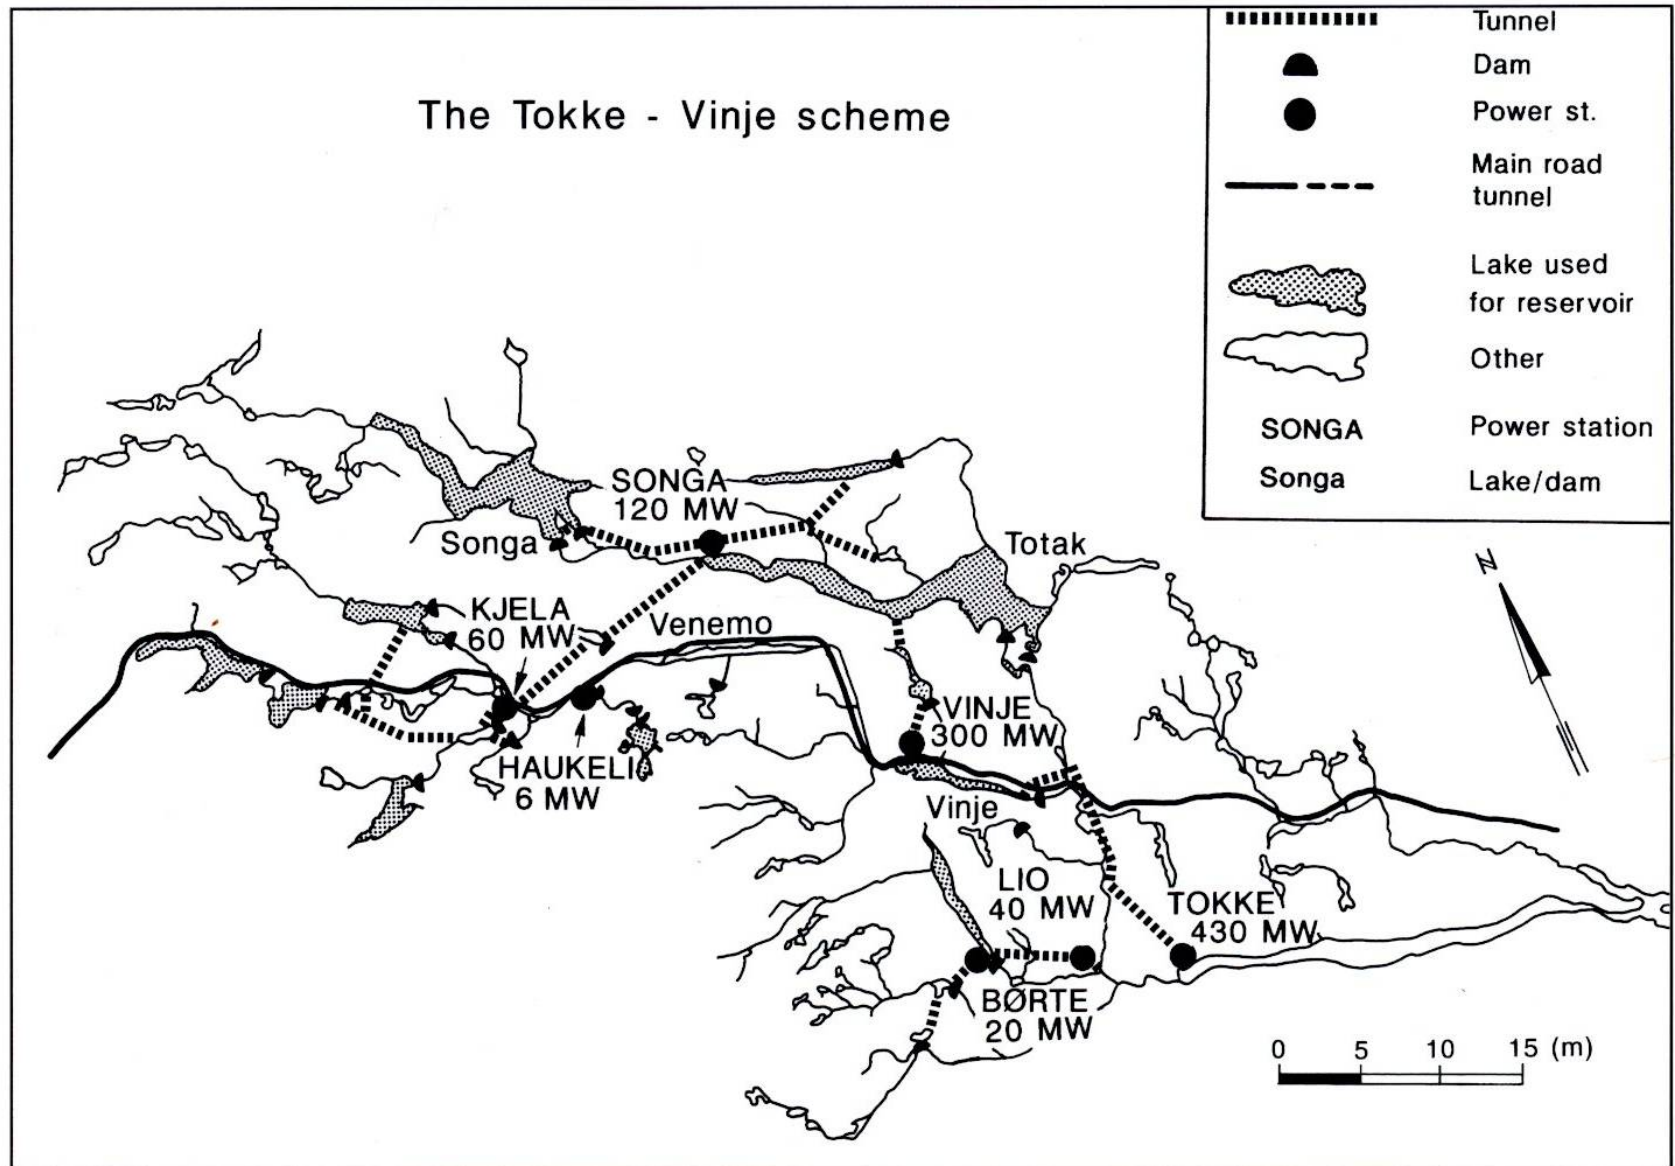 The Tokke - Vinje scheme
Tunnel
Dam
Power st.
Main road
tunnel
Lake used
for reservoir
Other
SONGA
Power station
Songa
Lake/dam
SONGA
120 MW
Songa
Totak
KJELA
60 MW
Venemo
VINJE
300 MW
HAUKELI
6 MW
Vinje
LIO
40 MW
TOKKE
430 MW
BØRTE
20 MW
N
0 5 10 15 (m)